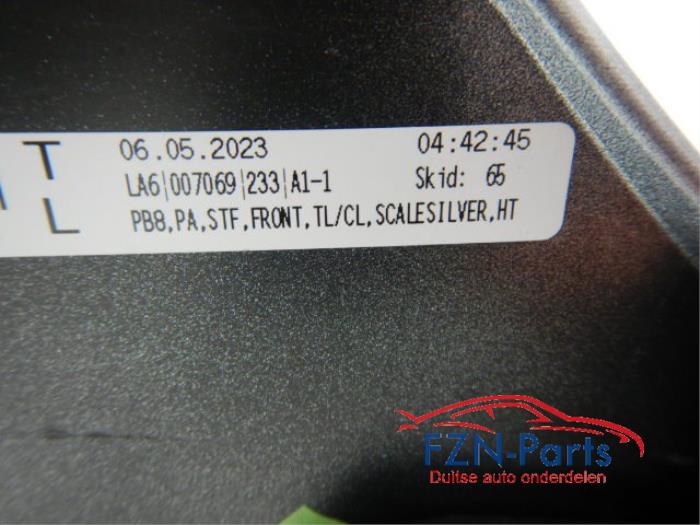 T 06.05.2023 04:42:45
LA6|007069|233|A1-1 Skid: 65
L PB8,PA,STF,FRONT,TL/CL,SCALESILVER,HT
FZN-Parts
Duitse auto onderdelen